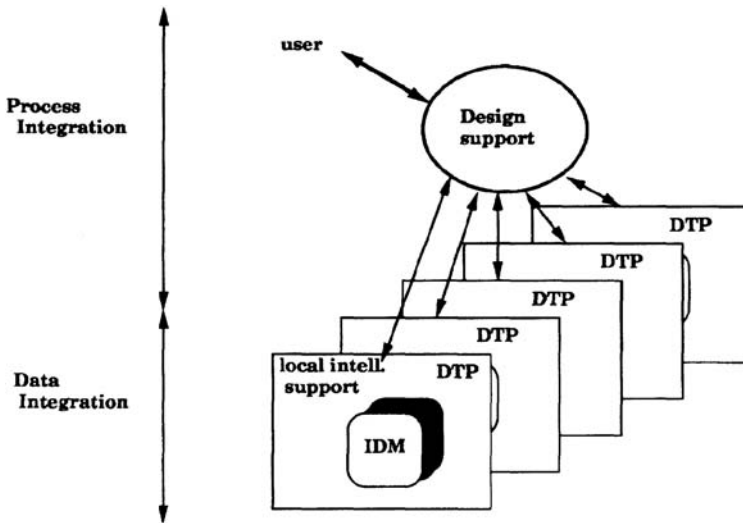 user
Process
Integration
Design
support
DTP
DTP
DTP
DTP
local intell.
support
DTP
Data
Integration
IDM